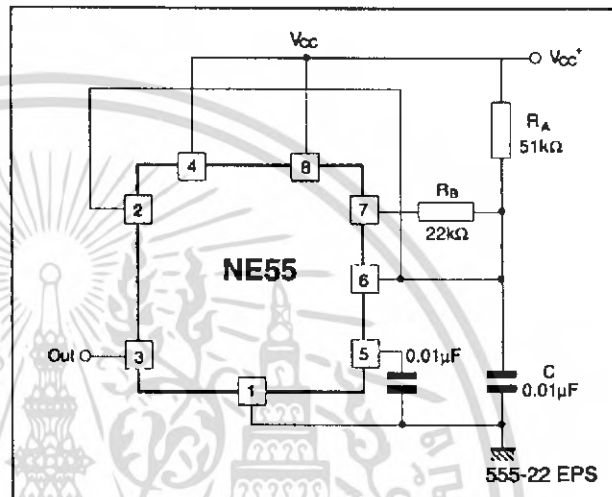 Vcc
Vcc+
RA
51kΩ
4
8
RB
2
7
22kΩ
NE55
6
Out
3
5
0.01µF
C
0.01µF
1
555-22 EPS